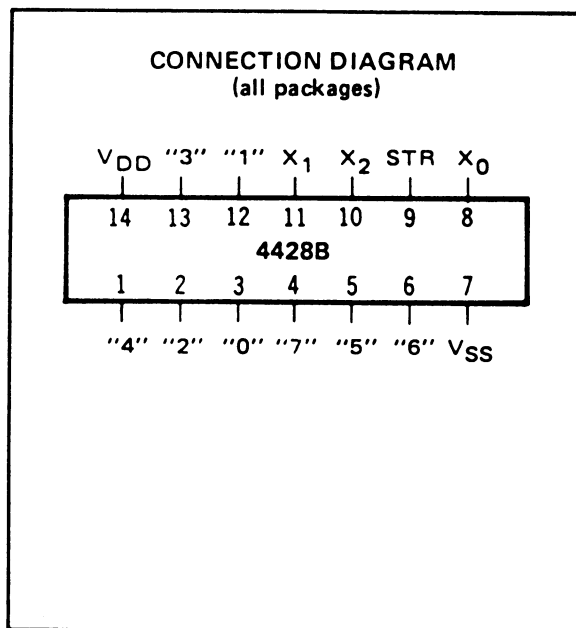 CONNECTION DIAGRAM
(all packages)
VDD "3" "1" X1 X2 STR X0
14 13 12 11 10 9 8
4428B
1 2 3 4 5 6 7
"4" "2" "0" "7" "5" "6" VSS